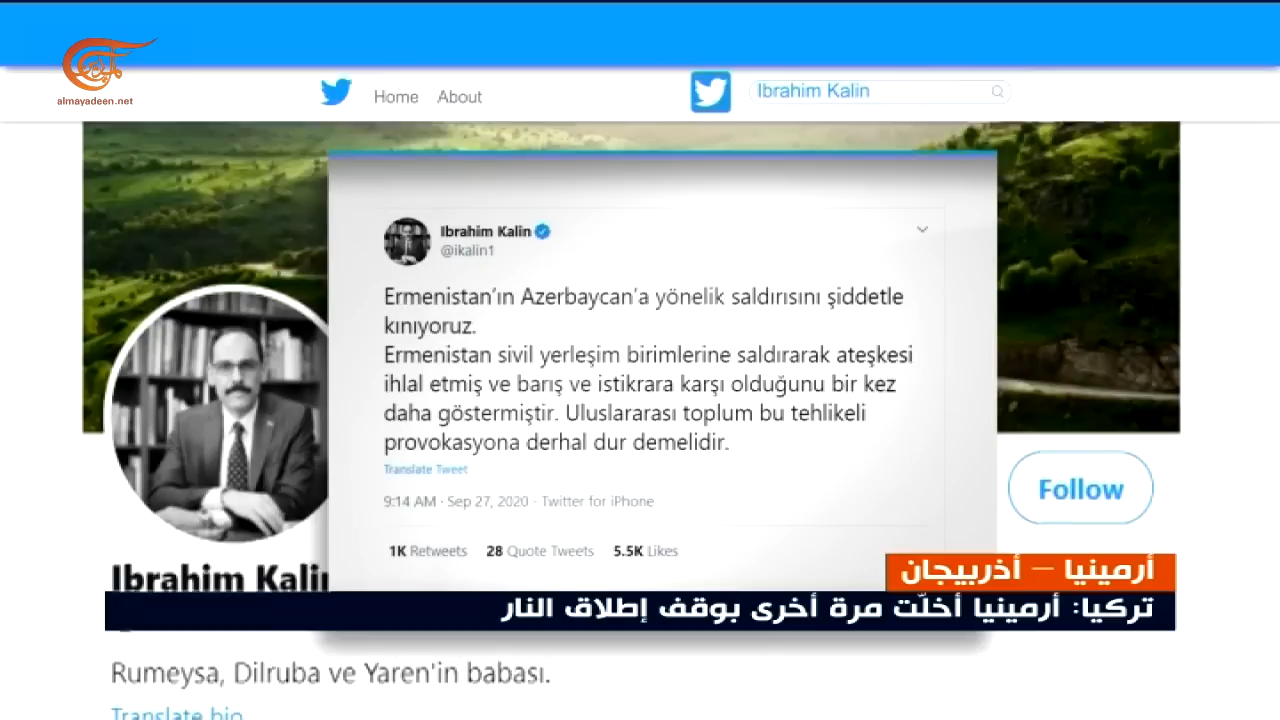 almayadeen.net
Home About
Ibrahim Kalin
Ibrahim Kalin
@ikalin1
Ermenistan'ın Azerbaycan'a yönelik saldırısını şiddetle
kınıyoruz.
Ermenistan sivil yerleşim birimlerine saldırarak ateşkesi
ihlal etmiş ve barış ve istikrara karşı olduğunu bir kez
daha göstermiştir. Uluslararası toplum bu tehlikeli
provokasyona derhal dur demelidir.
Translate Tweet
9:14 AM · Sep 27, 2020 · Twitter for iPhone
1K Retweets 28 Quote Tweets 5.5K Likes
Follow
Ibrahim Kalin
أرمينيا – أذربيجان
تركيا: أرمينيا أخلّت مرة أخرى بوقف إطلاق النار
Rumeysa, Dilruba ve Yaren'in babası.
Translate bio